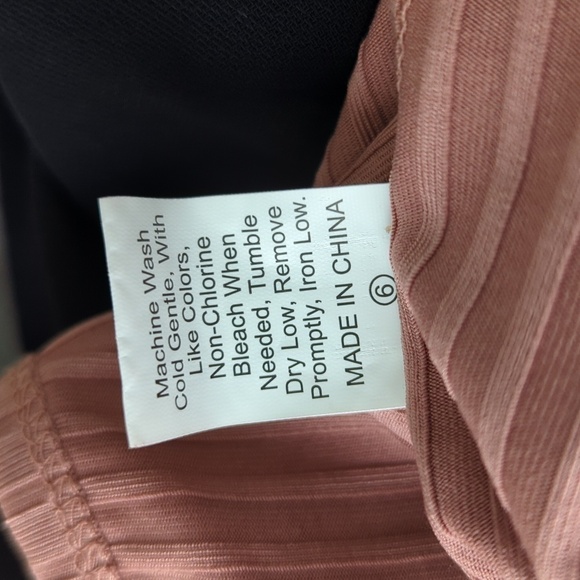 Machine Wash
Cold Gentle, With
Like Colors,
Non-Chlorine
Bleach When
Needed, Tumble
Dry Low, Remove
Promptly, Iron Low.
MADE IN CHINA
6